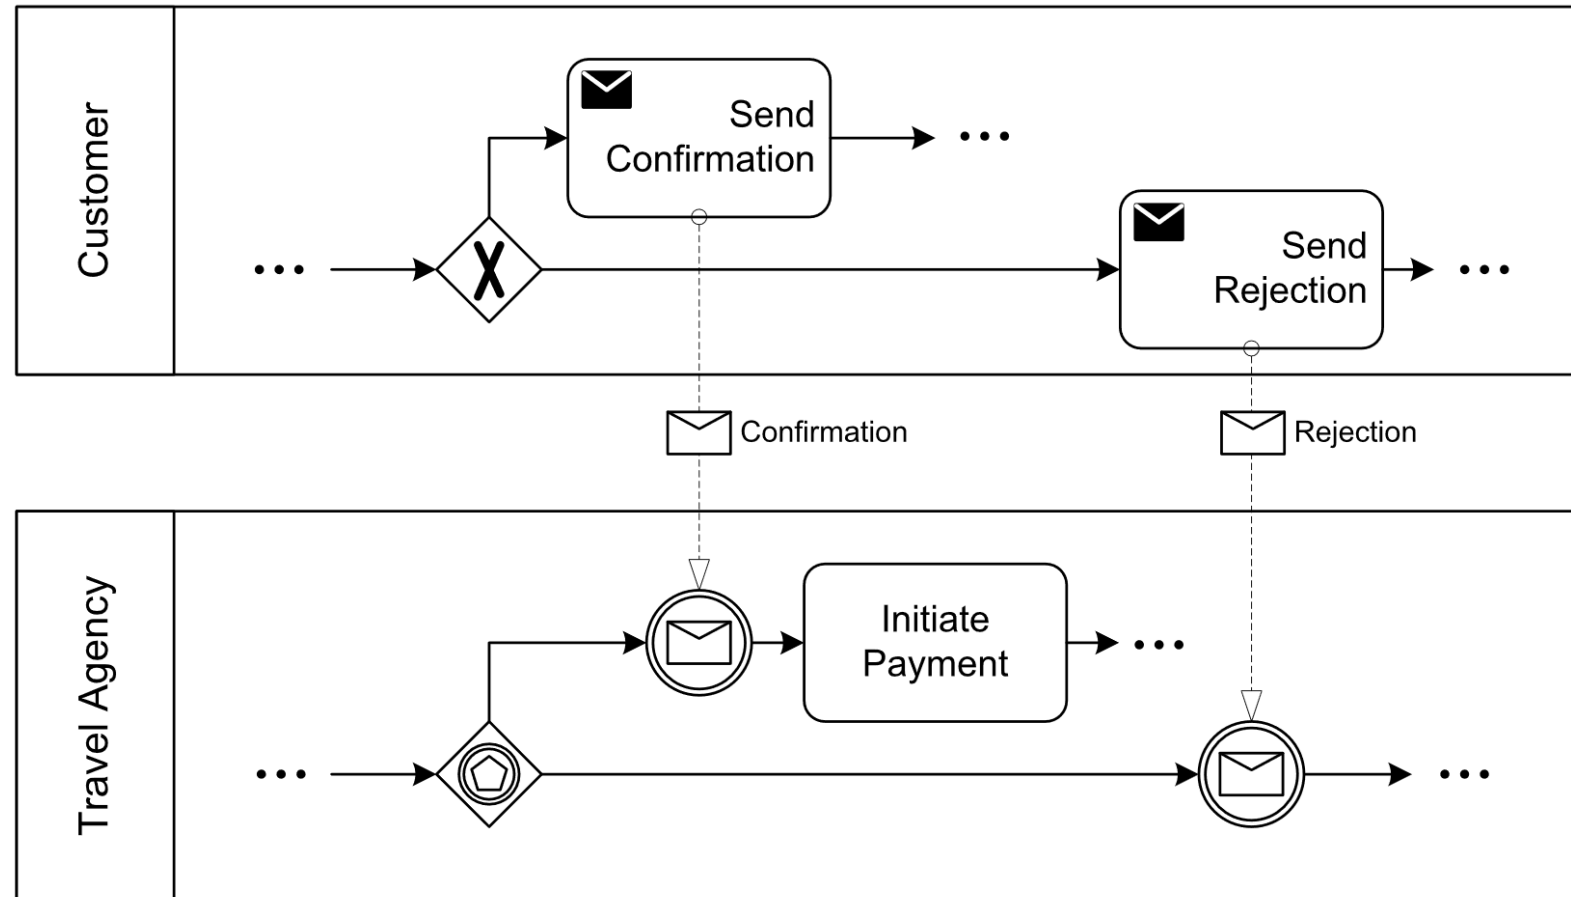 Customer
Send
Confirmation
Send
Rejection
Confirmation
Rejection
Travel Agency
Initiate
Payment